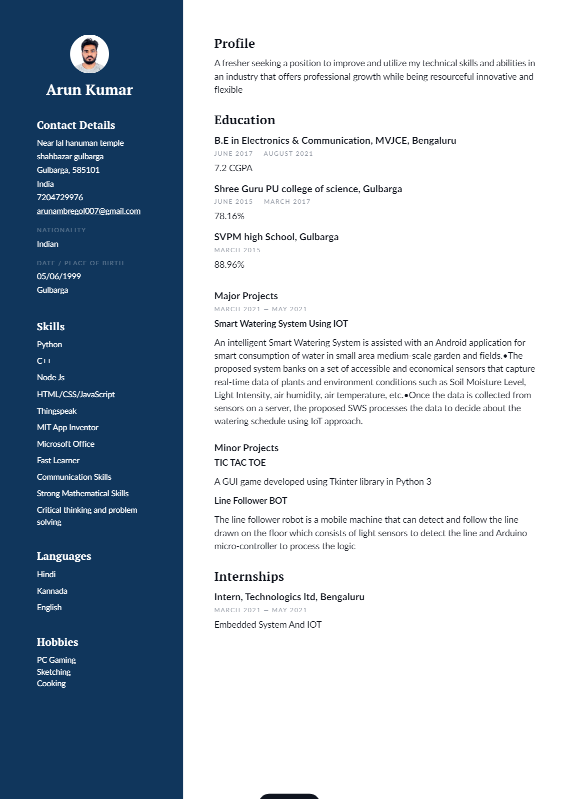 Arun Kumar
Contact Details
Near lal hanuman temple
shahbazar gulbarga
Gulbarga, 585101
India
7204729976
arunambregol007@gmail.com
NATIONALITY
Indian
DATE / PLACE OF BIRTH
05/06/1999
Gulbarga
Skills
Python
C++
Node Js
HTML/CSS/JavaScript
Thingspeak
MIT App Inventor
Microsoft Office
Fast Learner
Communication Skills
Strong Mathematical Skills
Critical thinking and problem
solving
Languages
Hindi
Kannada
English
Hobbies
PC Gaming
Sketching
Cooking
Profile
A fresher seeking a position to improve and utilize my technical skills and abilities in
an industry that offers professional growth while being resourceful innovative and
flexible
Education
B.E in Electronics & Communication, MVJCE, Bengaluru
JUNE 2017 AUGUST 2021
7.2 CGPA
Shree Guru PU college of science, Gulbarga
JUNE 2015 MARCH 2017
78.16%
SVPM high School, Gulbarga
MARCH 2015
88.96%
Major Projects
MARCH 2021 — MAY 2021
Smart Watering System Using IOT
An intelligent Smart Watering System is assisted with an Android application for
smart consumption of water in small area medium-scale garden and fields.•The
proposed system banks on a set of accessible and economical sensors that capture
real-time data of plants and environment conditions such as Soil Moisture Level,
Light Intensity, air humidity, air temperature, etc.•Once the data is collected from
sensors on a server, the proposed SWS processes the data to decide about the
watering schedule using IoT approach.
Minor Projects
TIC TAC TOE
A GUI game developed using Tkinter library in Python 3
Line Follower BOT
The line follower robot is a mobile machine that can detect and follow the line
drawn on the floor which consists of light sensors to detect the line and Arduino
micro-controller to process the logic
Internships
Intern, Technologics ltd, Bengaluru
MARCH 2021 — MAY 2021
Embedded System And IOT